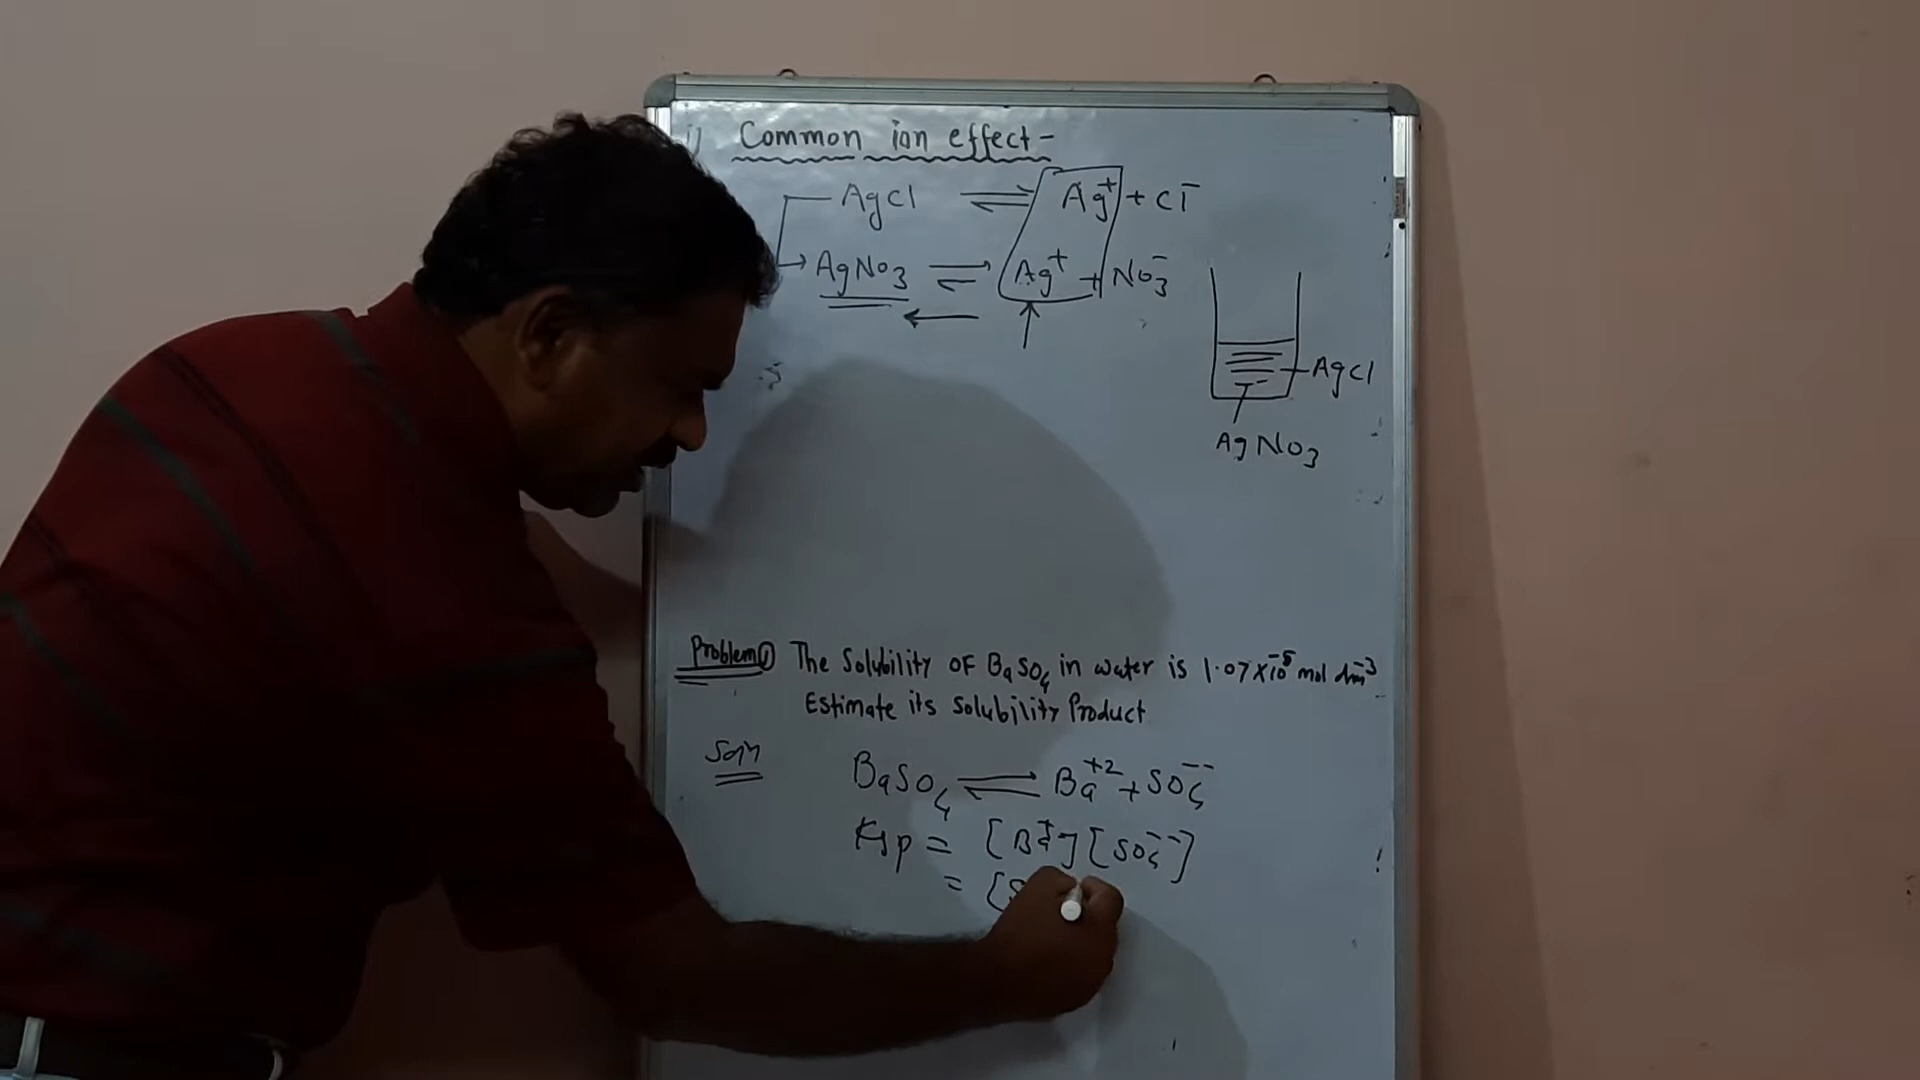 1) Common ion effect -
AgCl ⇌ Ag⁺ + Cl⁻
AgNO₃ ⇌ Ag⁺ + NO₃⁻
AgCl
AgNO₃
Problem① The Solubility OF BaSO₄ in water is 1.07×10⁻⁵ mol dm⁻³
Estimate its Solubility Product
Soln
BaSO₄ ⇌ Ba⁺² + SO₄⁻⁻
Ksp = [Ba⁺⁺][SO₄⁻⁻]
= [S